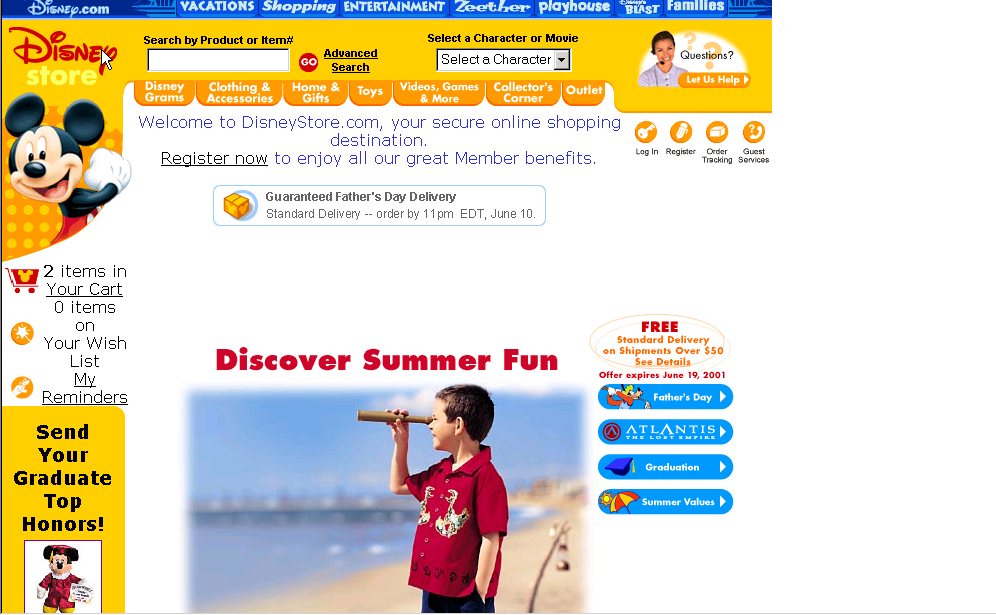 Disney.com VACATIONS Shopping ENTERTAINMENT Zeether playhouse Disney's BLAST Families
Disney
store
Search by Product or Item#
GO
Advanced
Search
Select a Character or Movie
Select a Character
Questions?
Let Us Help
Disney
Grams
Clothing &
Accessories
Home &
Gifts
Toys
Videos, Games
& More
Collector's
Corner
Outlet
Welcome to DisneyStore.com, your secure online shopping
destination.
Register now to enjoy all our great Member benefits.
Log In
Register
Order
Tracking
Guest
Services
Guaranteed Father's Day Delivery
Standard Delivery -- order by 11pm EDT, June 10.
2 items in
Your Cart
0 items
on
Your Wish
List
My
Reminders
Send
Your
Graduate
Top
Honors!
Discover Summer Fun
FREE
Standard Delivery
on Shipments Over $50
See Details
Offer expires June 19, 2001
Father's Day
ATLANTIS
THE LOST EMPIRE
Graduation
Summer Values